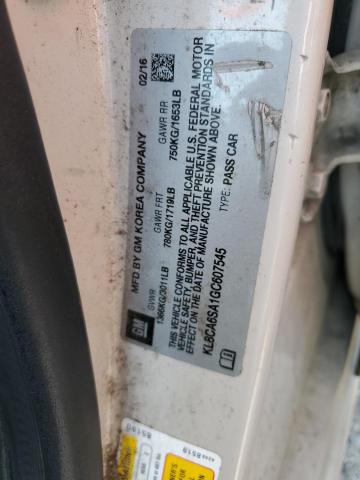 MFD BY GM KOREA COMPANY
02/16
GVWR
1366KG/3011LB
GAWR FRT
780KG/1719LB
GAWR RR
750KG/1653LB
THIS VEHICLE CONFORMS TO ALL APPLICABLE U.S. FEDERAL MOTOR
VEHICLE SAFETY, BUMPER, AND THEFT PREVENTION STANDARDS IN
EFFECT ON THE DATE OF MANUFACTURE SHOWN ABOVE.
KL8CA6SA1GC607545
TYPE: PASS CAR
GM